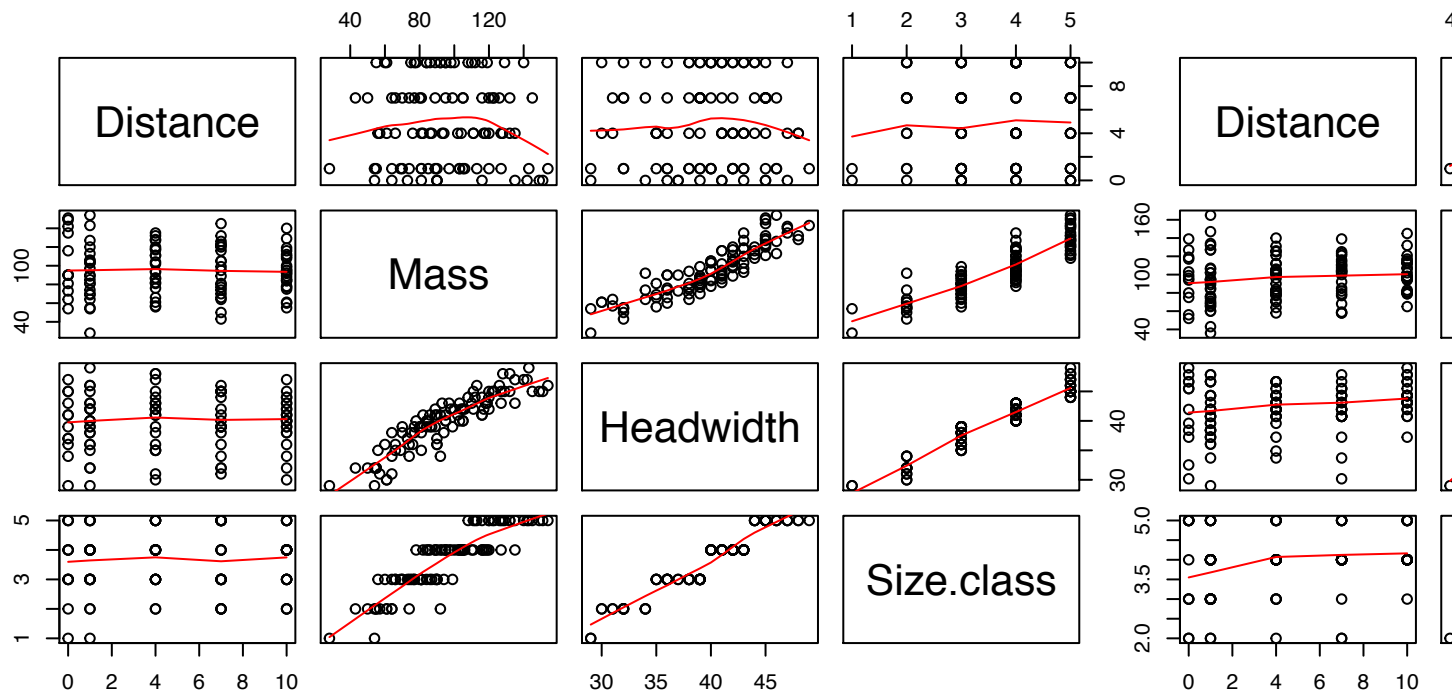 40 80 120 1 2 3 4 5 4
Distance 0 4 8 Distance
40 100 Mass 40 100 160
Headwidth 30 40
1 3 5 Size.class 2.0 3.5 5.0
0 2 4 6 8 10 30 35 40 45 0 2 4 6 8 10